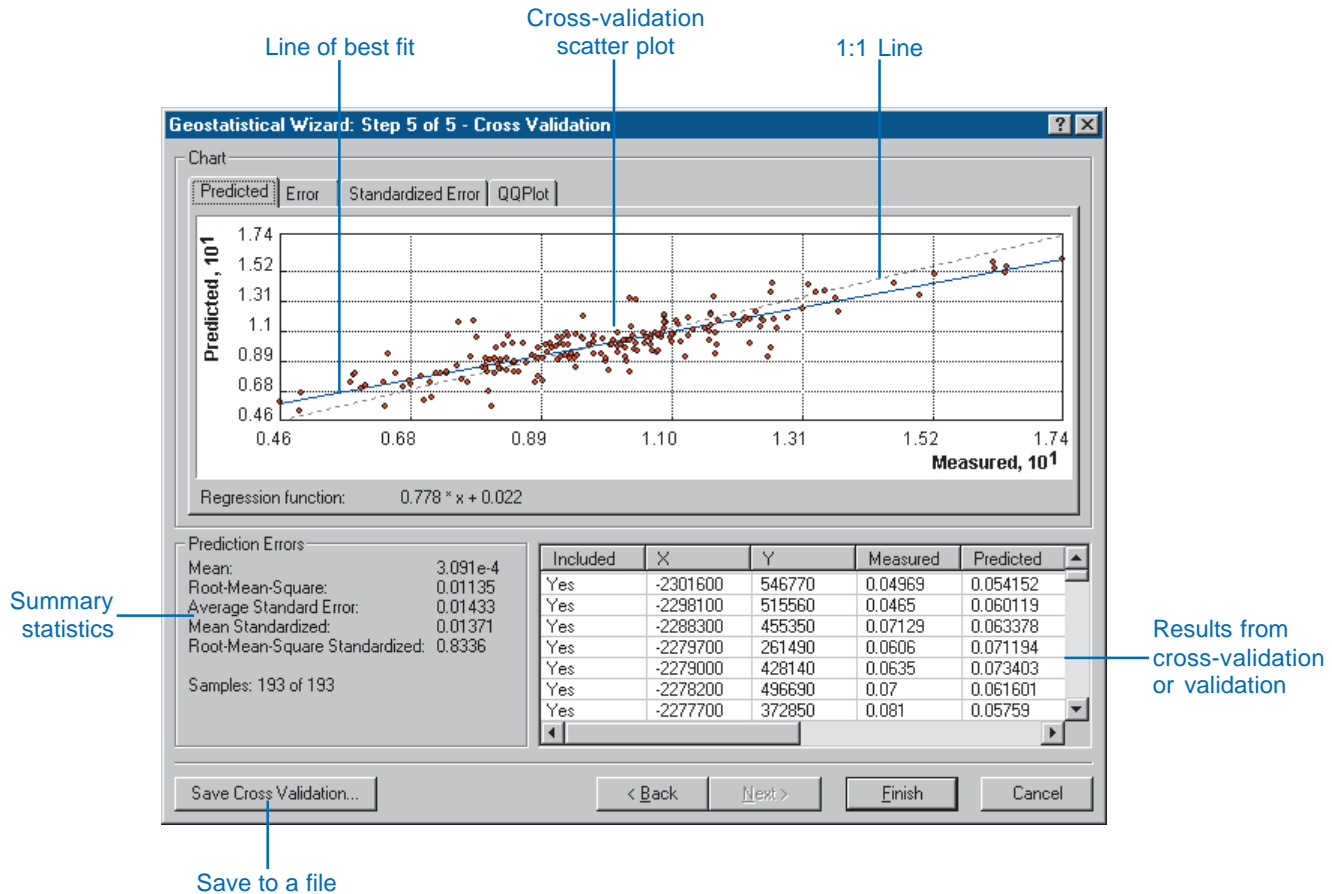 Cross-validation
scatter plot
Line of best fit
1:1 Line
Geostatistical Wizard: Step 5 of 5 - Cross Validation
? X
Chart
Predicted Error Standardized Error QQPlot
Predicted, 10¹
1.74
1.52
1.31
1.1
0.89
0.68
0.46
0.46 0.68 0.89 1.10 1.31 1.52 1.74
Measured, 10¹
Regression function: 0.778 * x + 0.022
Prediction Errors
Mean: 3.091e-4
Root-Mean-Square: 0.01135
Average Standard Error: 0.01433
Mean Standardized: 0.01371
Root-Mean-Square Standardized: 0.8336
Samples: 193 of 193
Included X Y Measured Predicted
Yes -2301600 546770 0.04969 0.054152
Yes -2298100 515560 0.0465 0.060119
Yes -2288300 455350 0.07129 0.063378
Yes -2279700 261490 0.0606 0.071194
Yes -2279000 428140 0.0635 0.073403
Yes -2278200 496690 0.07 0.061601
Yes -2277700 372850 0.081 0.05759
Summary
statistics
Results from
cross-validation
or validation
Save Cross Validation... < Back Next > Finish Cancel
Save to a file